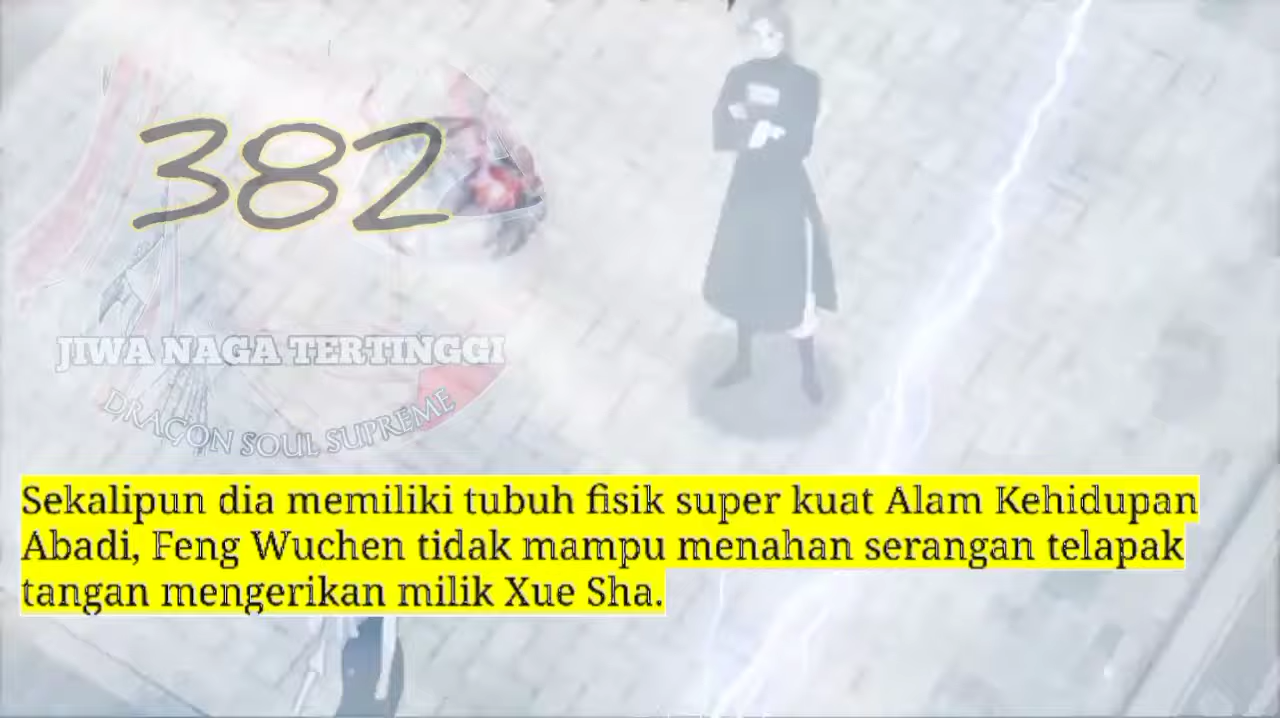 382
JIWA NAGA TERTINGGI
DRAGON SOUL SUPREME
Sekalipun dia memiliki tubuh fisik super kuat Alam Kehidupan
Abadi, Feng Wuchen tidak mampu menahan serangan telapak
tangan mengerikan milik Xue Sha.